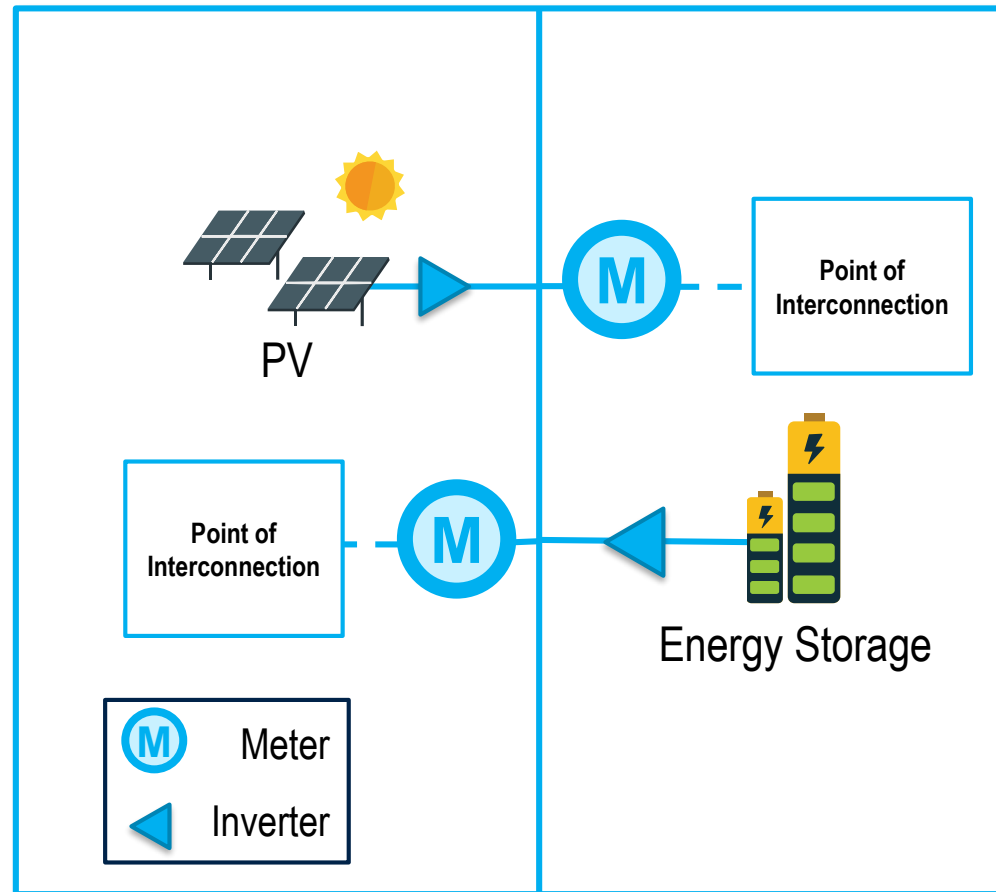 M
Point of
Interconnection
PV
Point of
Interconnection
M
Energy Storage
M Meter
Inverter